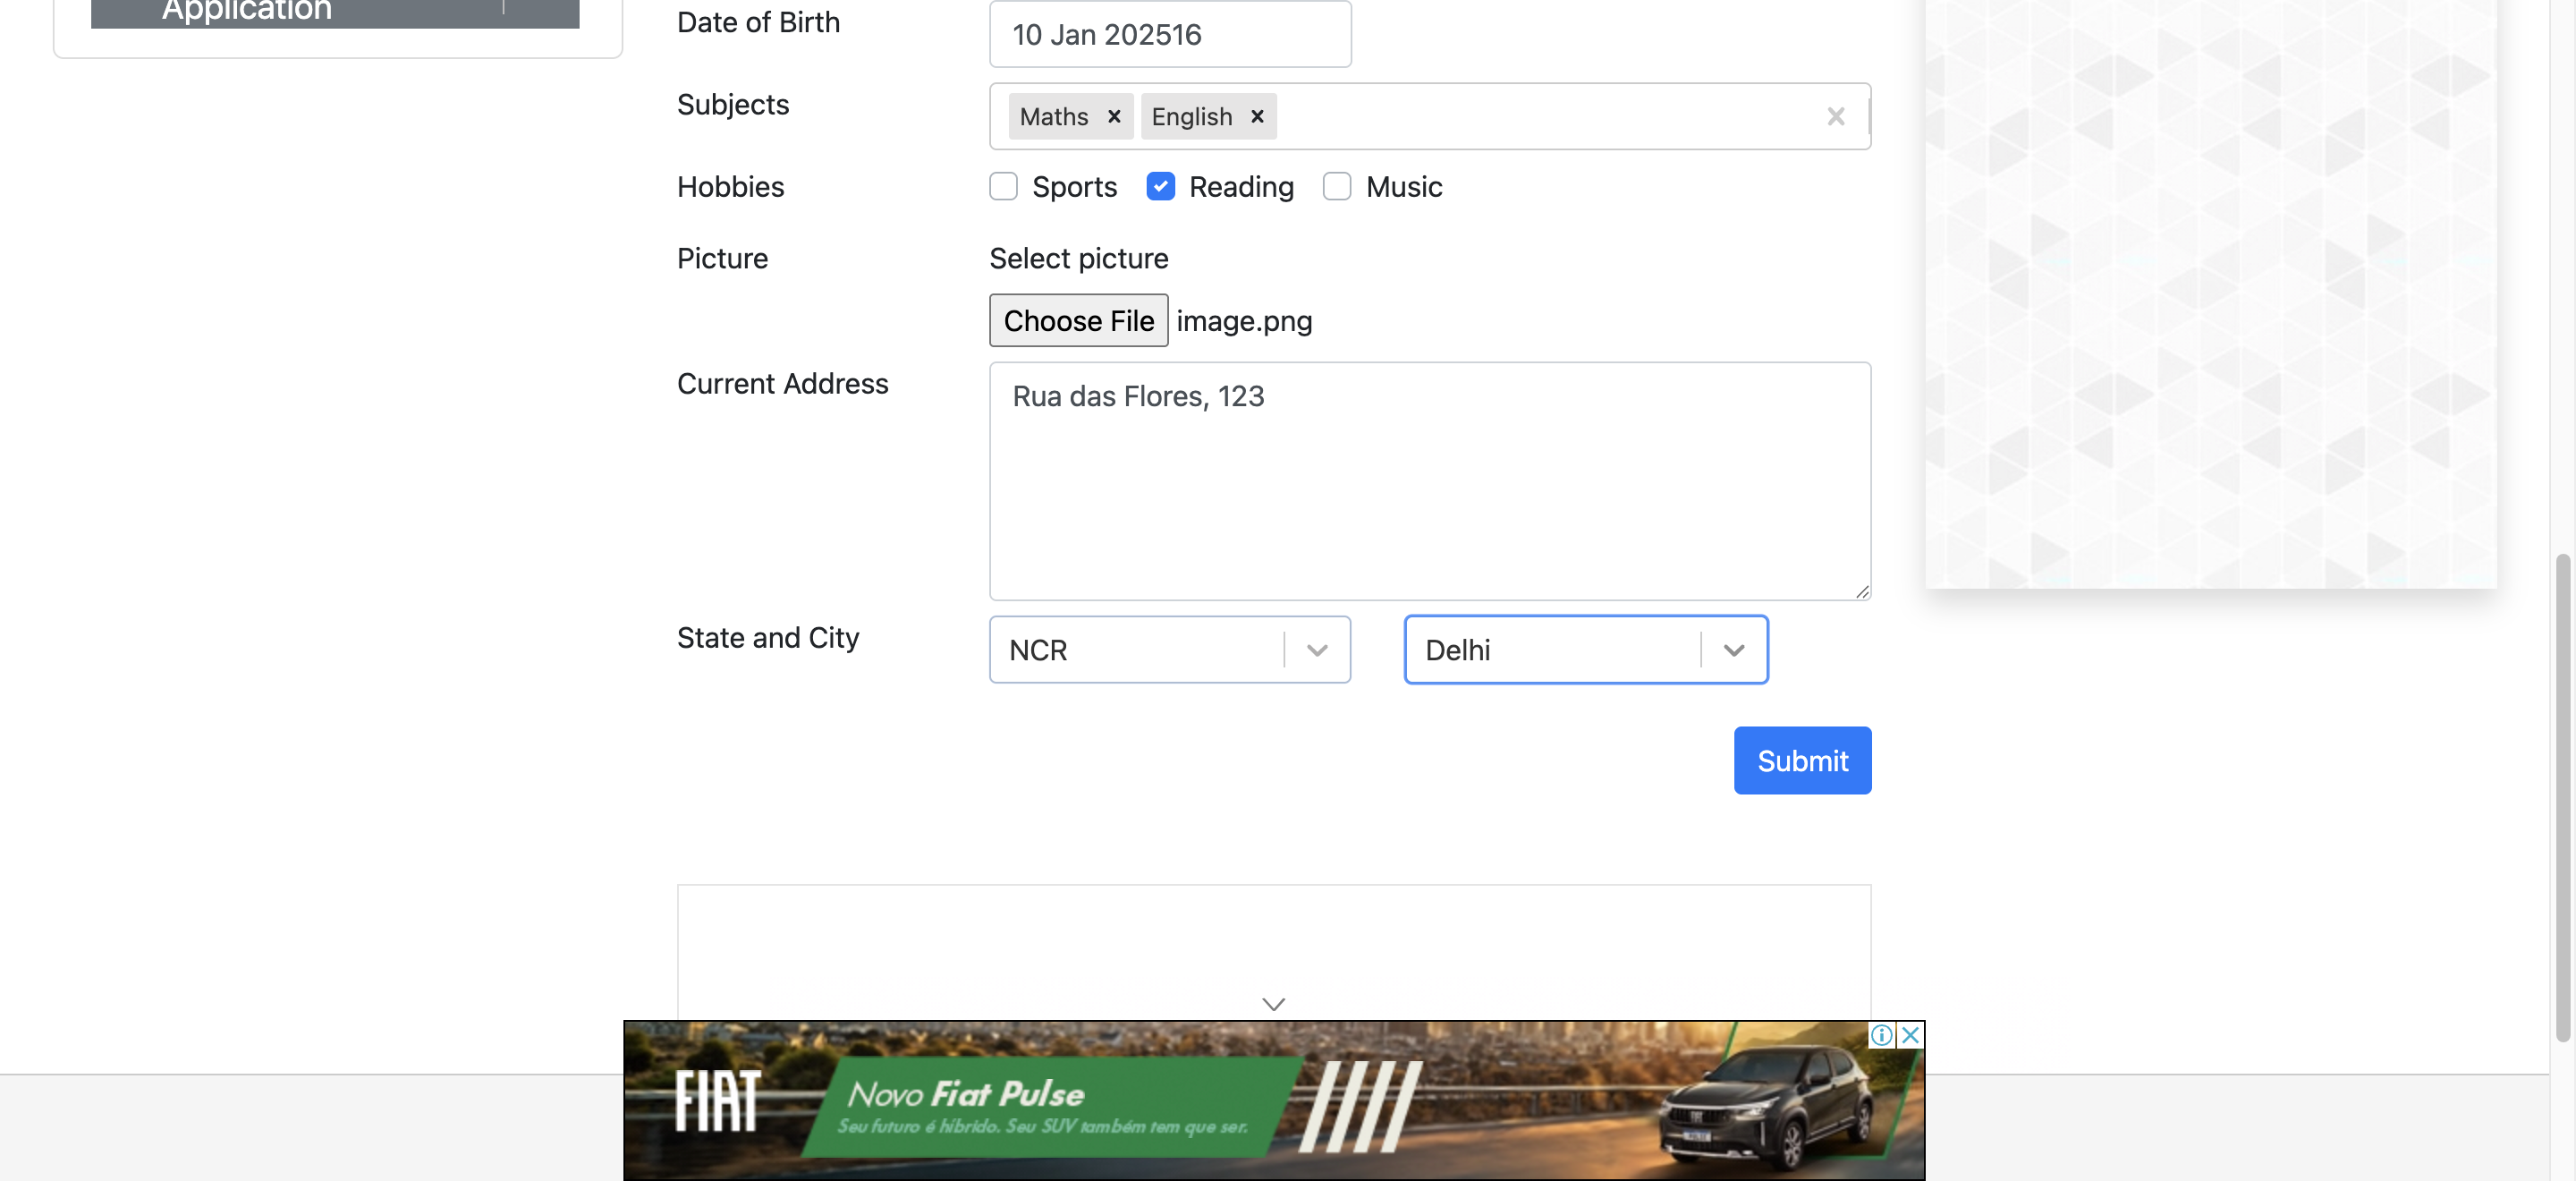 Application
Date of Birth
10 Jan 202516
Subjects
Maths × English ×
Hobbies
Sports Reading Music
Picture
Select picture
Choose File image.png
Current Address
Rua das Flores, 123
State and City
NCR
Delhi
Submit
FIAT
Novo Fiat Pulse
Seu futuro é híbrido. Seu SUV também tem que ser.